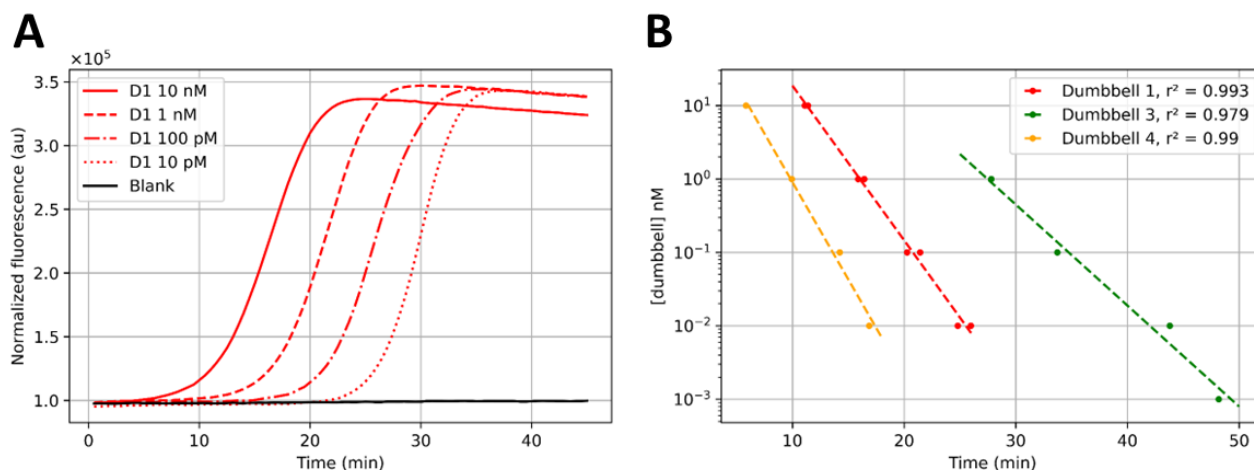 A
×10⁵
3.5
3.0
2.5
2.0
1.5
1.0
Normalized fluorescence (au)
D1 10 nM
D1 1 nM
D1 100 pM
D1 10 pM
Blank
0
10
20
30
40
Time (min)
B
10¹
10⁰
10⁻¹
10⁻²
10⁻³
[dumbbell] nM
Dumbbell 1, r² = 0.993
Dumbbell 3, r² = 0.979
Dumbbell 4, r² = 0.99
10
20
30
40
50
Time (min)